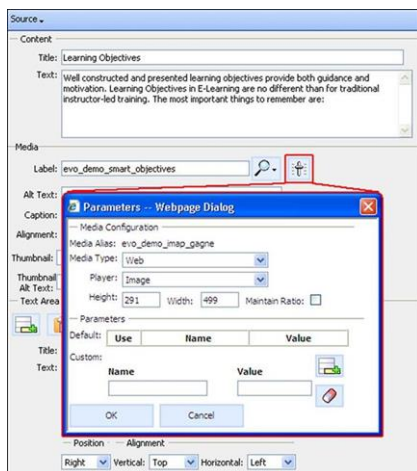 Source
Content
Title: Learning Objectives
Text: Well constructed and presented learning objectives provide both guidance and
motivation. Learning Objectives in E-Learning are no different than for traditional
instructor-led training. The most important things to remember are:
Media
Label: evo_demo_smart_objectives
Alt Text:
Caption:
Alignment:
Thumbnail:
Thumbnail
Alt Text:
Text Area
Title:
Text:
Parameters -- Webpage Dialog
Media Configuration
Media Alias: evo_demo_imap_gagne
Media Type: Web
Player: Image
Height: 291 Width: 499 Maintain Ratio:
Parameters
Default: Use Name Value
Custom:
Name Value
OK Cancel
Position Alignment
Right Vertical: Top Horizontal: Left